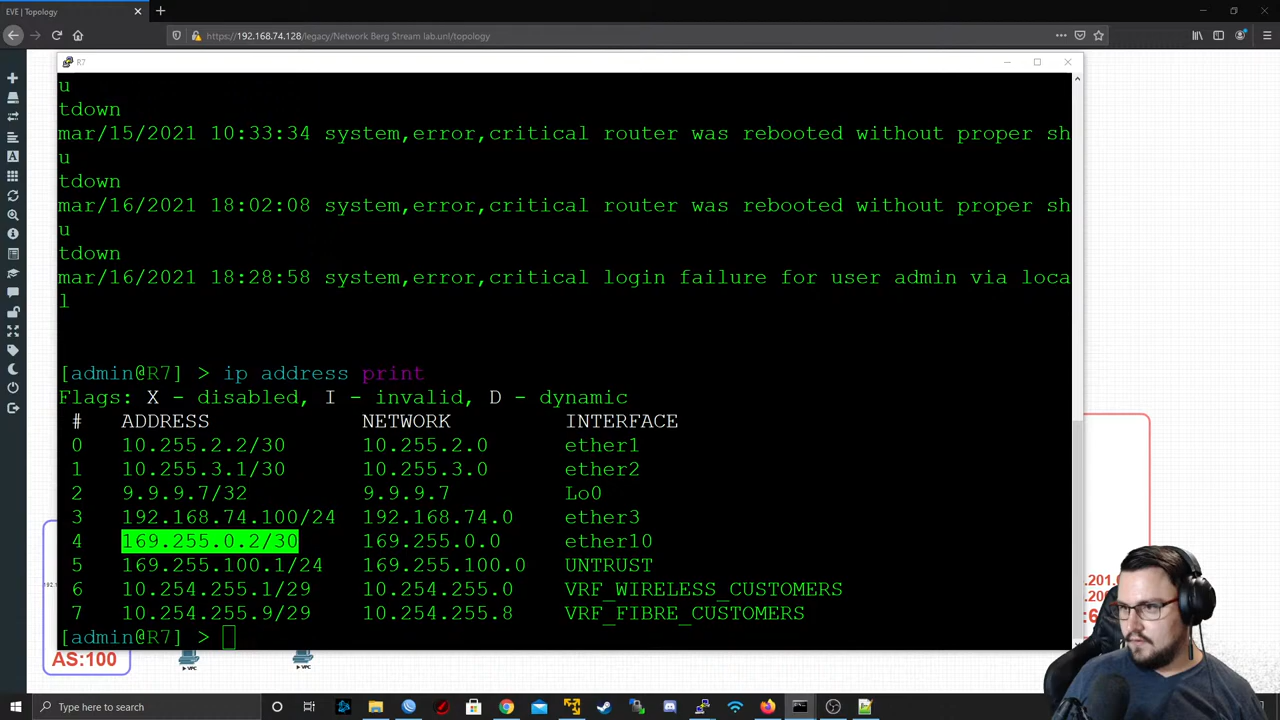 EVE | Topology
https://192.168.74.128/legacy/Network Berg Stream lab.unl/topology
R7
u
tdown
mar/15/2021 10:33:34 system,error,critical router was rebooted without proper sh
u
tdown
mar/16/2021 18:02:08 system,error,critical router was rebooted without proper sh
u
tdown
mar/16/2021 18:28:58 system,error,critical login failure for user admin via loca
l
[admin@R7] > ip address print
Flags: X - disabled, I - invalid, D - dynamic
# ADDRESS NETWORK INTERFACE
0 10.255.2.2/30 10.255.2.0 ether1
1 10.255.3.1/30 10.255.3.0 ether2
2 9.9.9.7/32 9.9.9.7 Lo0
3 192.168.74.100/24 192.168.74.0 ether3
4 169.255.0.2/30 169.255.0.0 ether10
5 169.255.100.1/24 169.255.100.0 UNTRUST
6 10.254.255.1/29 10.254.255.0 VRF_WIRELESS_CUSTOMERS
7 10.254.255.9/29 10.254.255.8 VRF_FIBRE_CUSTOMERS
[admin@R7] >
AS:100
VPC
VPC
Type here to search